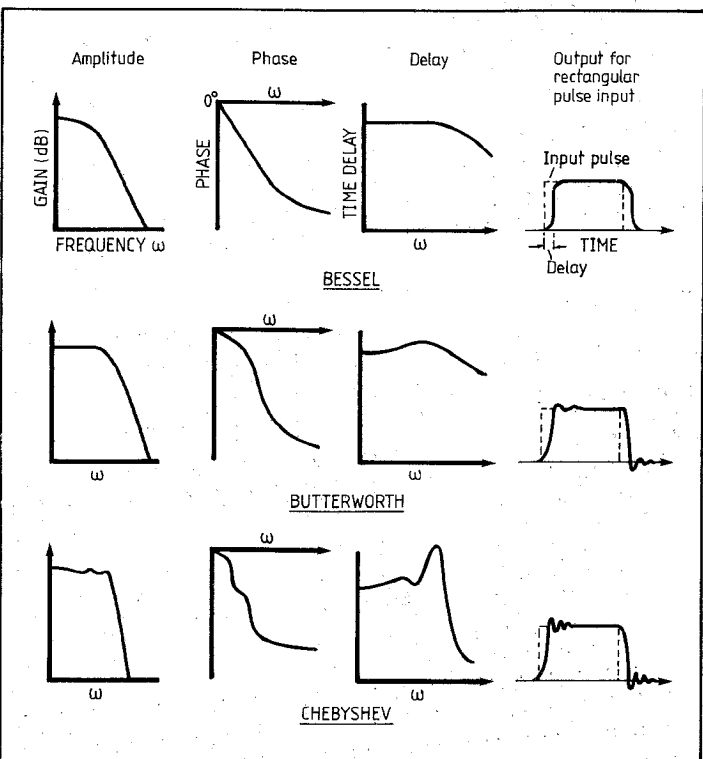 Amplitude
Phase
Delay
Output for
rectangular
pulse input
GAIN (dB)
FREQUENCY ω
0°
ω
PHASE
TIME DELAY
ω
Input pulse
TIME
Delay
BESSEL
ω
ω
ω
BUTTERWORTH
ω
ω
ω
CHEBYSHEV